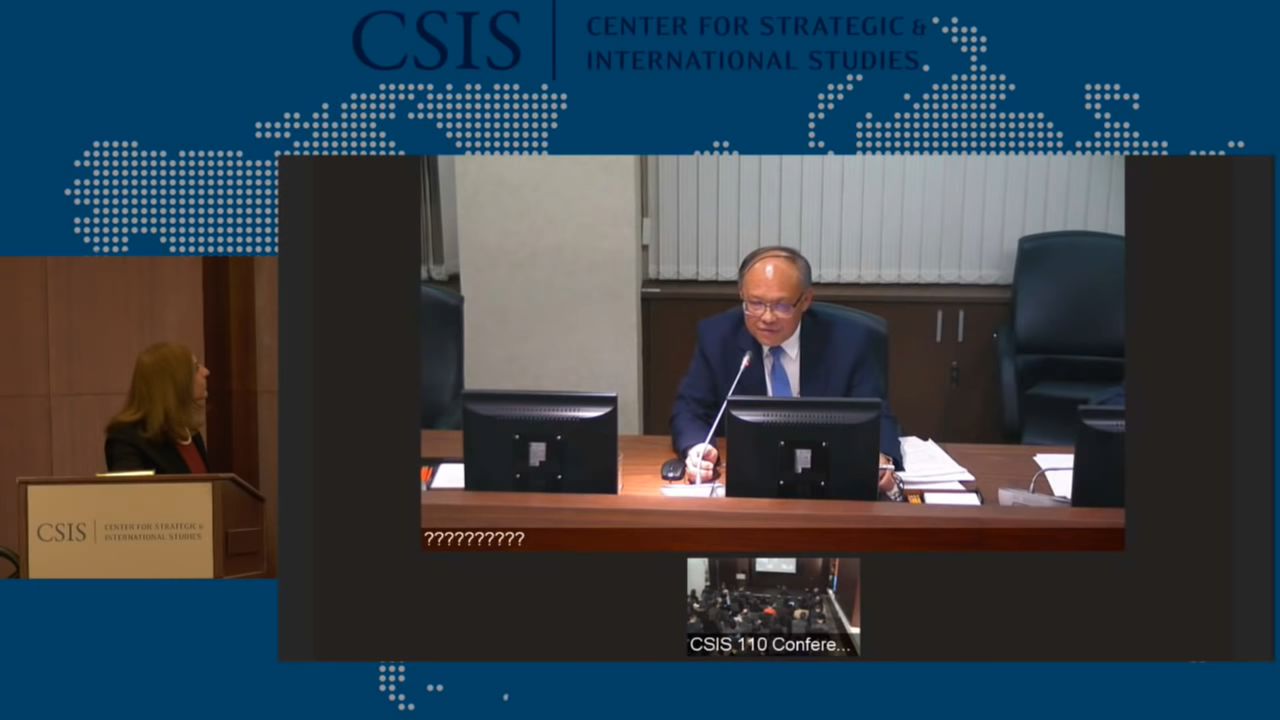 CSIS
CENTER FOR STRATEGIC &
INTERNATIONAL STUDIES
CSIS
CENTER FOR STRATEGIC &
INTERNATIONAL STUDIES
??????????
CSIS 110 Confere...